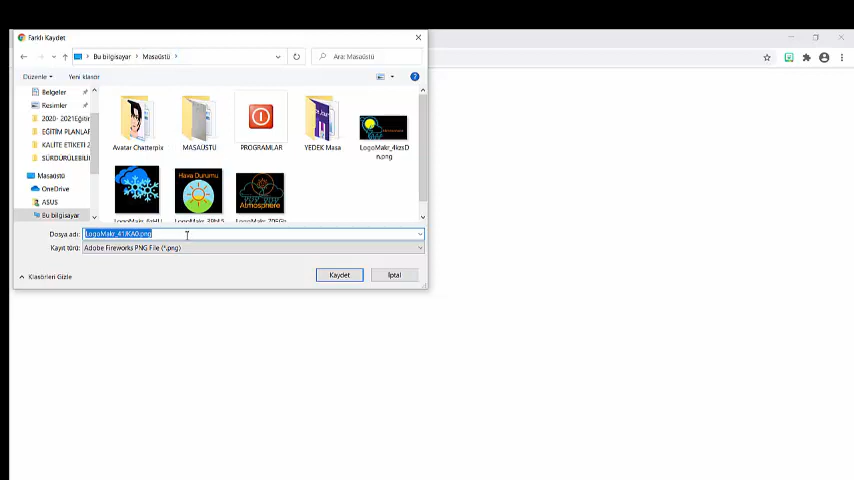 Farklı Kaydet
Bu bilgisayar > Masaüstü >
Ara: Masaüstü
Düzenle
Yeni klasör
Belgeler
Resimler
2020- 2021Eğitim
EĞİTİM PLANLAR
KALİTE ETİKETİ 2
SÜRDÜRÜLEBİLİ
Masaüstü
OneDrive
ASUS
Bu bilgisayar
Avatar Chatterpix
MASAÜSTÜ
PROGRAMLAR
YEDEK Masa
LogoMakr_4kzsD
n.png
Hava Durumu
Atmosphere
Dosya adı:
Kayıt türü: Adobe Fireworks PNG File (*.png)
Klasörleri Gizle
Kaydet
İptal